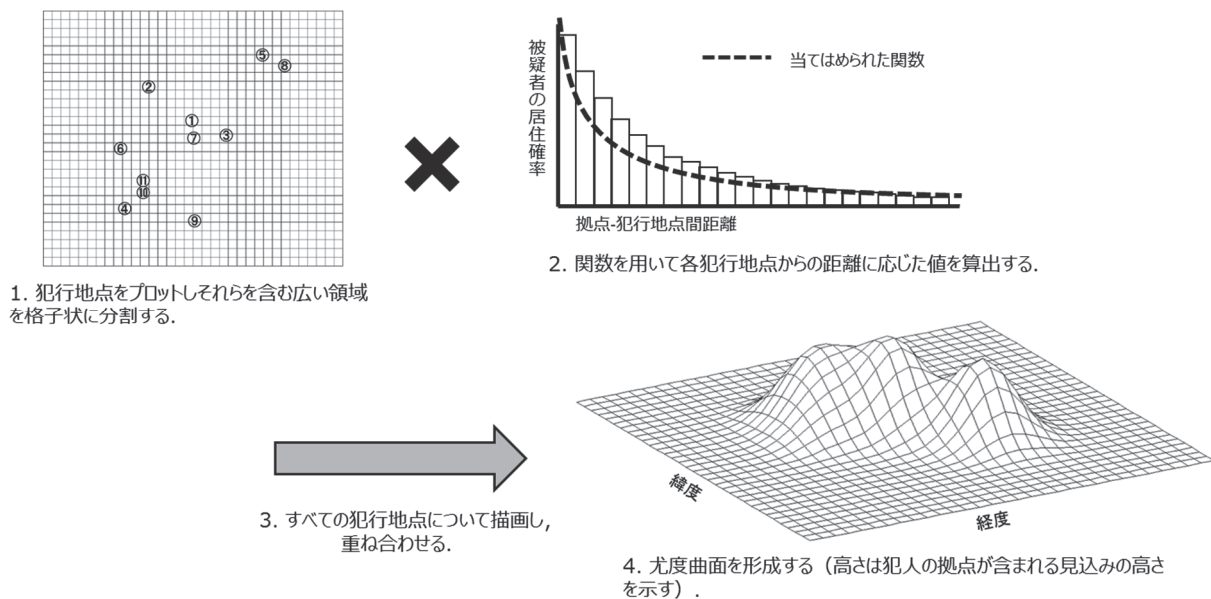 ⑤
⑧
②
①
⑦
③
⑥
⑪
⑩
④
⑨
1. 犯行地点をプロットしそれらを含む広い領域
を格子状に分割する.
被疑者の居住確率
当てはめられた関数
拠点-犯行地点間距離
2. 関数を用いて各犯行地点からの距離に応じた値を算出する.
3. すべての犯行地点について描画し,
重ね合わせる.
緯度
経度
4. 尤度曲面を形成する（高さは犯人の拠点が含まれる見込みの高さ
を示す）.